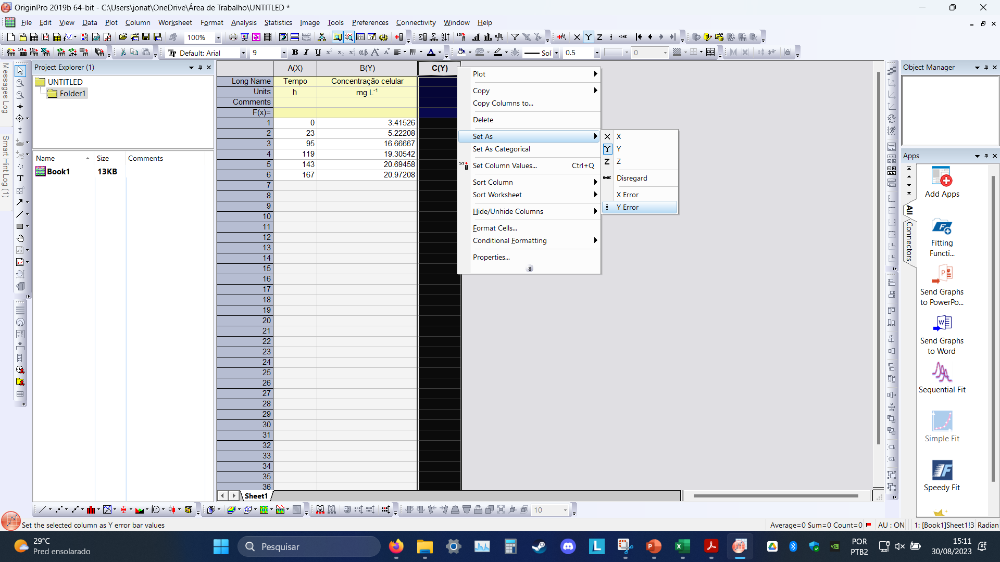 OriginPro 2019b 64-bit - C:\Users\jonat\OneDrive\Área de Trabalho\UNTITLED *
File Edit View Data Plot Column Worksheet Format Analysis Statistics Image Tools Preferences Connectivity Window Help
100%
Default: Arial 9 B I U Sol 0.5 0
Messages Log
Smart Hint Log (1)
Project Explorer (1)
UNTITLED
Folder1
Name Size Comments
Book1 13KB
A(X) B(Y) C(Y)
Long Name Tempo Concentração celular
Units h mg L-1
Comments
F(x)=
1 0 3.41526
2 23 5.22208
3 95 16.66667
4 119 19.30542
5 143 20.69458
6 167 20.97208
7
8
9
10
11
12
13
14
15
16
17
18
19
20
21
22
23
24
25
26
27
28
29
30
31
32
33
34
35
36
Sheet1
Plot
Copy
Copy Columns to...
Delete
Set As
Set As Categorical
Set Column Values... Ctrl+Q
Sort Column
Sort Worksheet
Hide/Unhide Columns
Format Cells...
Conditional Formatting
Properties...
X X
Y Y
Z Z
NONE Disregard
X Error
Y Error
Object Manager
Apps
All
Connectors
Add Apps
Fitting
Functi...
Send Graphs
to PowerPo...
Send Graphs
to Word
Sequential Fit
Simple Fit
Speedy Fit
10
Set the selected column as Y error bar values
Average=0 Sum=0 Count=0 AU : ON 1: [Book1]Sheet1!3 Radian
29°C
Pred ensolarado
Pesquisar
POR
PTB2
15:11
30/08/2023